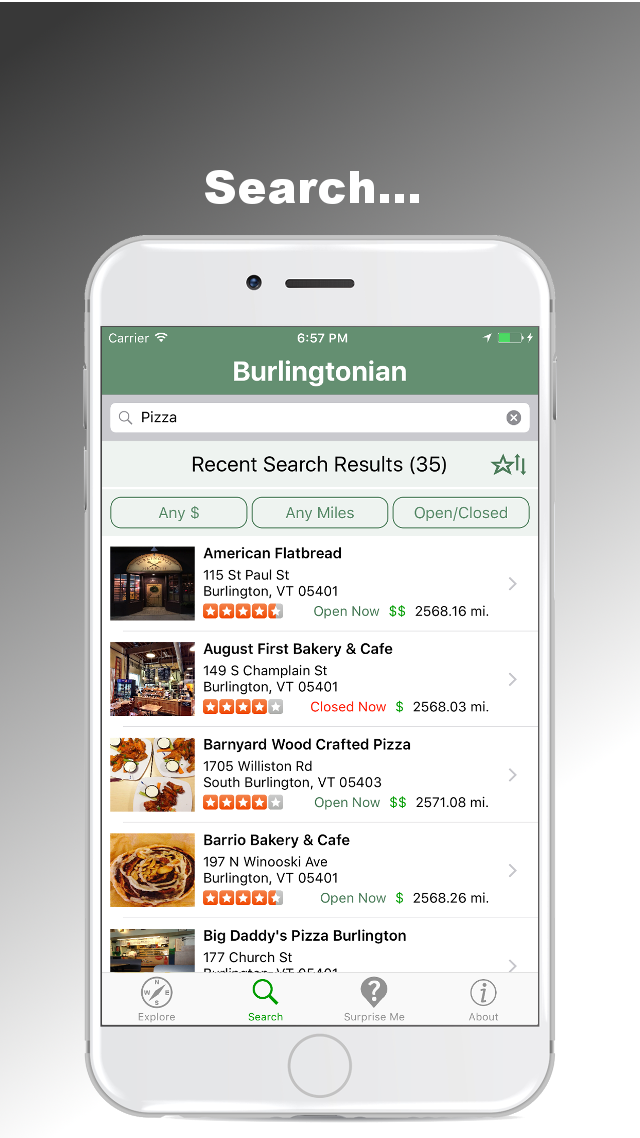 Search...
Carrier 6:57 PM
Burlingtonian
Pizza
Recent Search Results (35)
Any $ Any Miles Open/Closed
American Flatbread
115 St Paul St
Burlington, VT 05401
Open Now $$ 2568.16 mi.
August First Bakery & Cafe
149 S Champlain St
Burlington, VT 05401
Closed Now $ 2568.03 mi.
Barnyard Wood Crafted Pizza
1705 Williston Rd
South Burlington, VT 05403
Open Now $$ 2571.08 mi.
Barrio Bakery & Cafe
197 N Winooski Ave
Burlington, VT 05401
Open Now $ 2568.26 mi.
Big Daddy's Pizza Burlington
177 Church St
Burlington, VT 05401
N
W E
S
Explore Search Surprise Me About